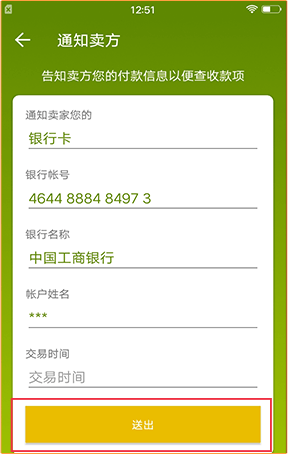 12:51
通知卖方
告知卖方您的付款信息以便查收款项
通知卖家您的
银行卡
银行帐号
4644 8884 8497 3
银行名称
中国工商银行
帐户姓名
***
交易时间
交易时间
送出